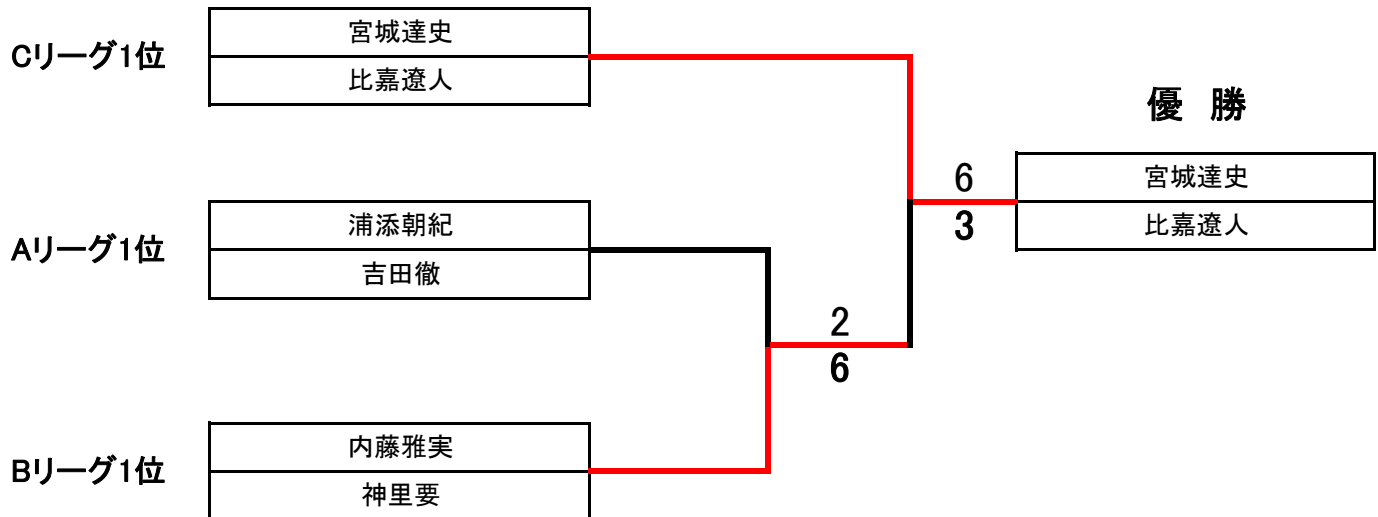 Cリーグ1位
宮城達史
比嘉遼人
優 勝
6
3
宮城達史
比嘉遼人
Aリーグ1位
浦添朝紀
吉田徹
2
6
Bリーグ1位
内藤雅実
神里要